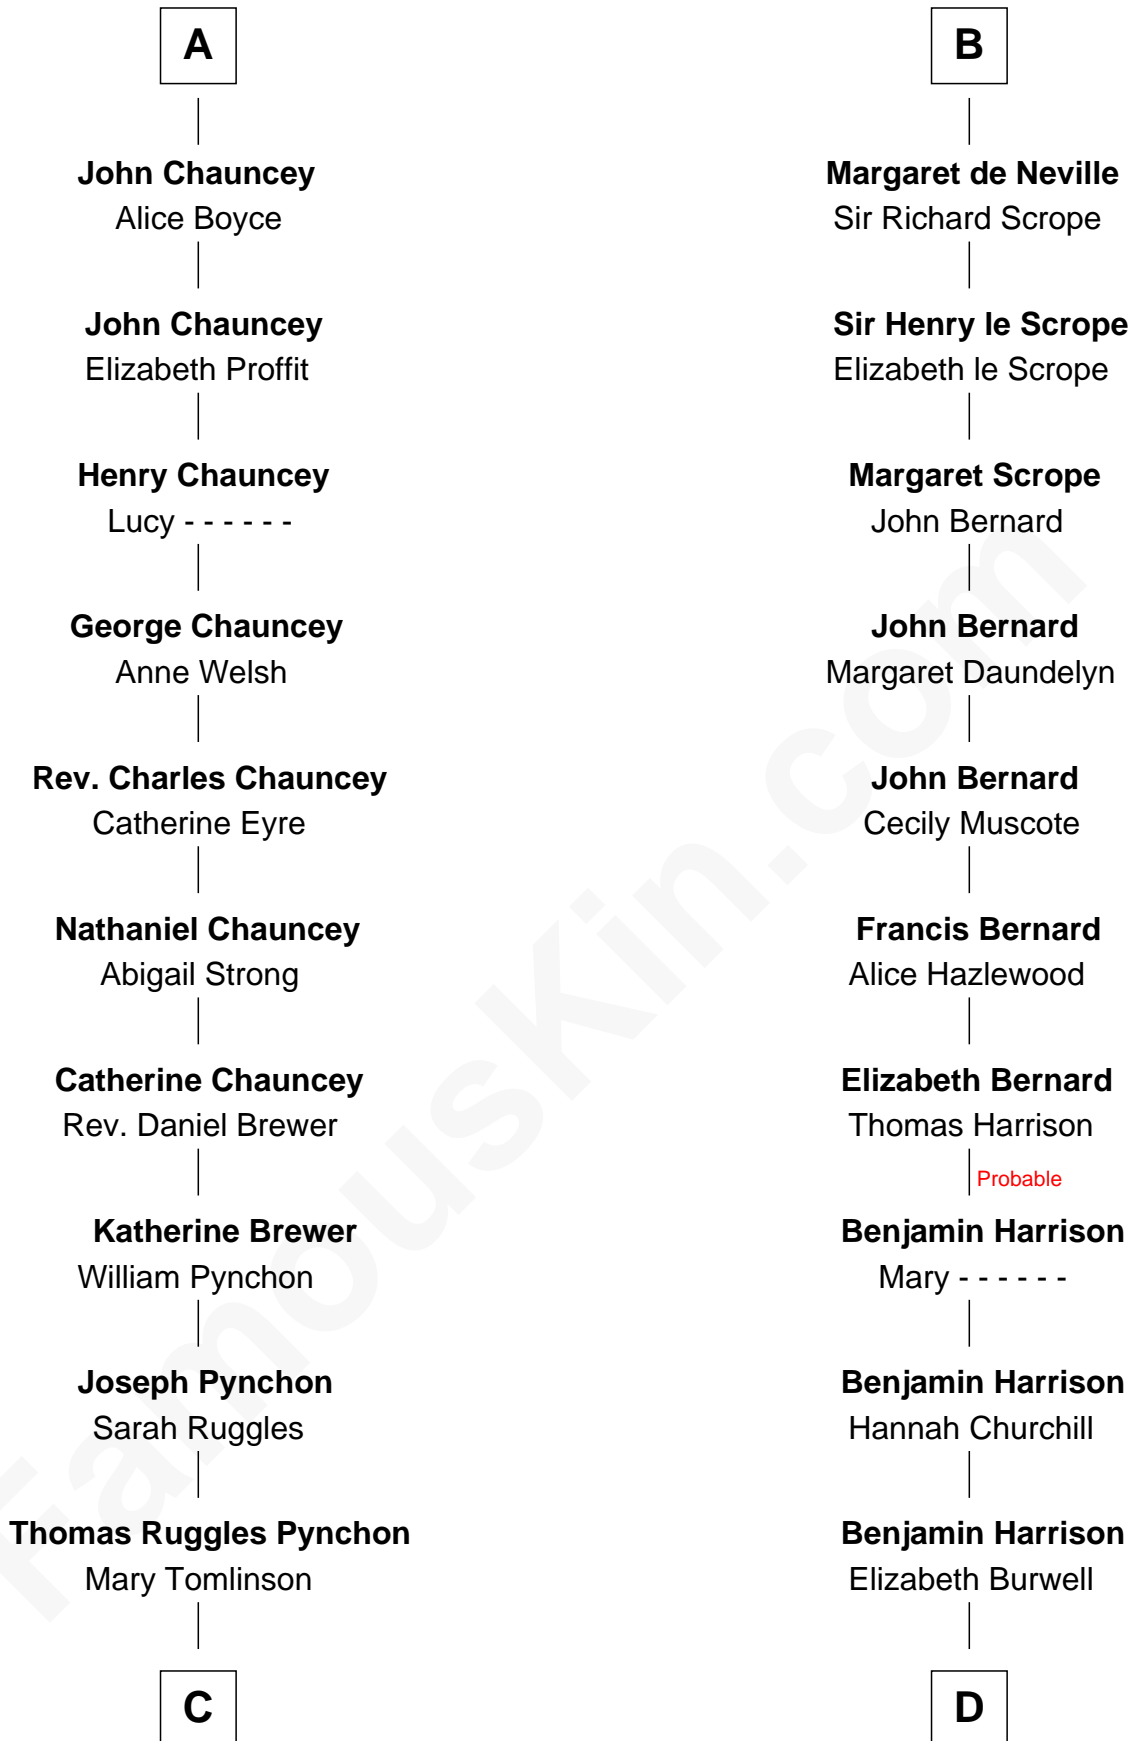 A
John Chauncey
Alice Boyce
John Chauncey
Elizabeth Proffit
Henry Chauncey
Lucy - - - - - -
George Chauncey
Anne Welsh
Rev. Charles Chauncey
Catherine Eyre
Nathaniel Chauncey
Abigail Strong
Catherine Chauncey
Rev. Daniel Brewer
Katherine Brewer
William Pynchon
Joseph Pynchon
Sarah Ruggles
Thomas Ruggles Pynchon
Mary Tomlinson
C
B
Margaret de Neville
Sir Richard Scrope
Sir Henry le Scrope
Elizabeth le Scrope
Margaret Scrope
John Bernard
John Bernard
Margaret Daundelyn
John Bernard
Cecily Muscote
Francis Bernard
Alice Hazlewood
Elizabeth Bernard
Thomas Harrison
Probable
Benjamin Harrison
Mary - - - - - -
Benjamin Harrison
Hannah Churchill
Benjamin Harrison
Elizabeth Burwell
D
FamousKin.com